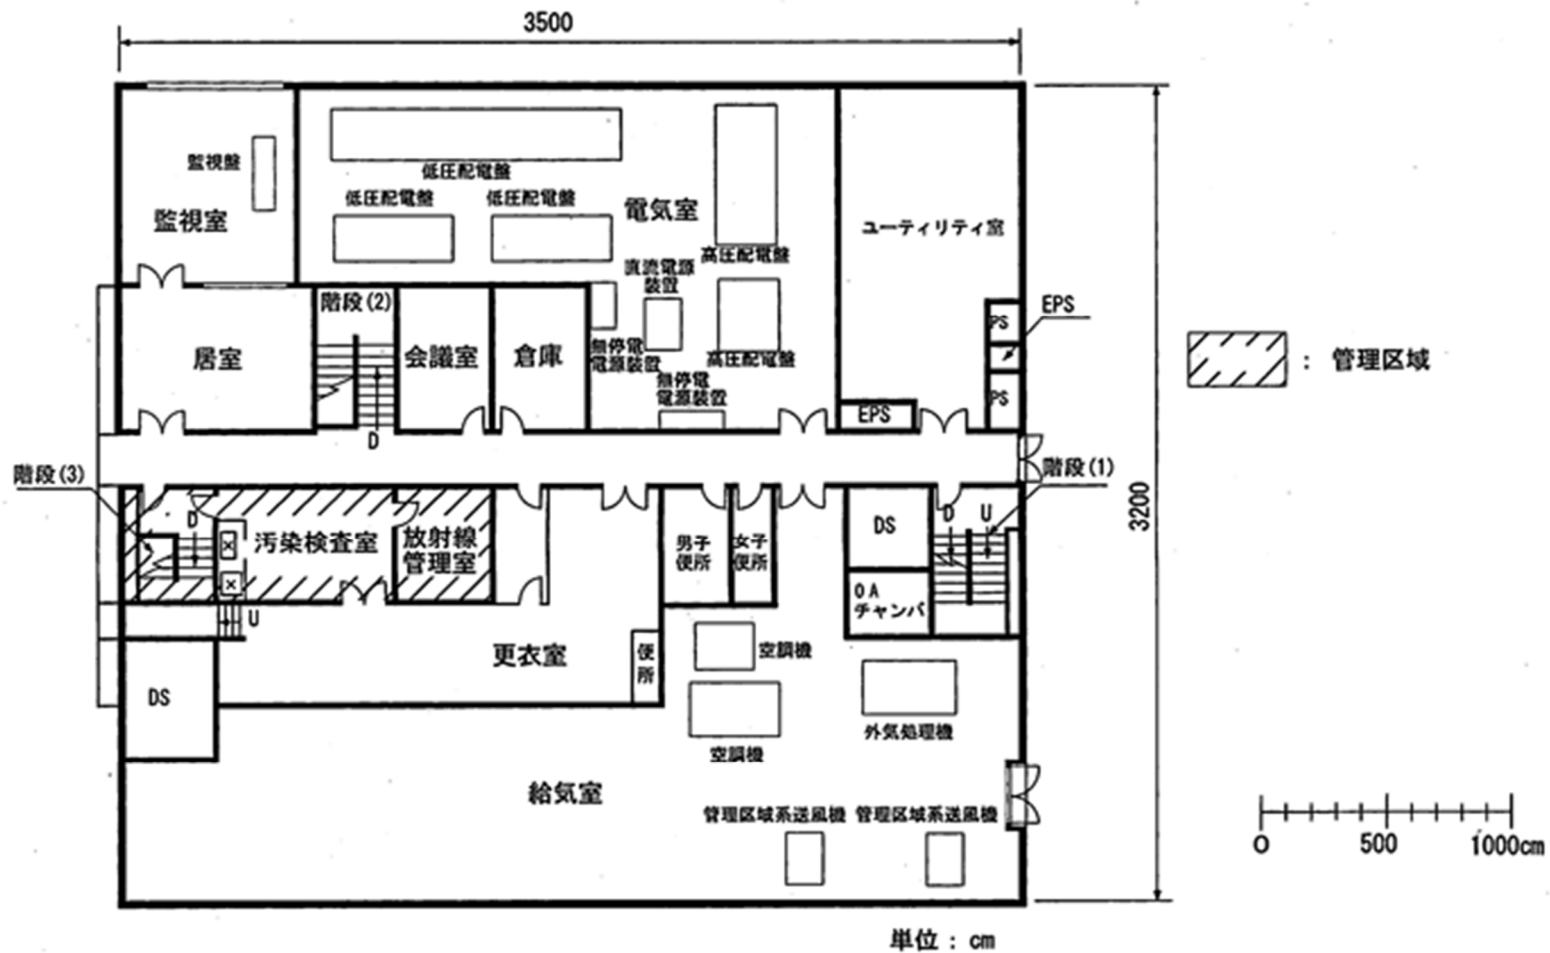 3500
監視盤
監視室
低圧配電盤
低圧配電盤
低圧配電盤
電気室
高圧配電盤
直流電源
装置
無停電
電源装置
高圧配電盤
無停電
電源装置
ユーティリティ室
PS
EPS
PS
EPS
居室
階段(2)
D
会議室
倉庫
: 管理区域
階段(3)
D
汚染検査室
放射線
管理室
U
男子
便所
女子
便所
DS
OA
チャンバ
D
U
階段(1)
3200
更衣室
便
所
空調機
空調機
外気処理機
DS
給気室
管理区域系送風機
管理区域系送風機
0
500
1000cm
単位 : cm